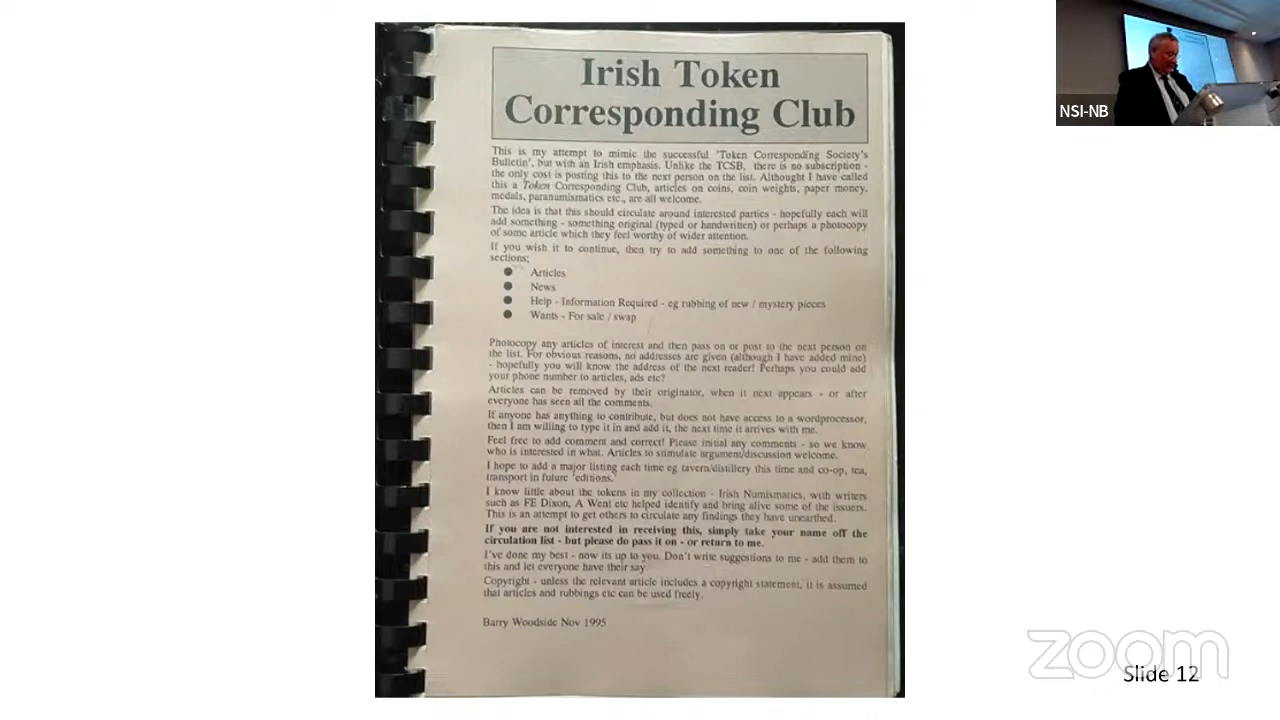 Irish Token
Corresponding Club
This is my attempt to mimic the successful 'Token Corresponding Society's
Bulletin', but with an Irish emphasis. Unlike the TCSB, there is no subscription -
the only cost is posting this to the next person on the list. Althought I have called
this a Token Corresponding Club, articles on coins, coin weights, paper money,
medals, paranumismatics etc., are all welcome.
The idea is that this should circulate around interested parties - hopefully each will
add something - something original (typed or handwritten) or perhaps a photocopy
of some article which they feel worthy of wider attention.
If you wish it to continue, then try to add something to one of the following
sections;
● Articles
● News
● Help - Information Required - eg rubbing of new / mystery pieces
● Wants - For sale / swap
Photocopy any articles of interest and then pass on or post to the next person on
the list. For obvious reasons, no addresses are given (although I have added mine)
- hopefully you will know the address of the next reader! Perhaps you could add
your phone number to articles, ads etc?
Articles can be removed by their originator, when it next appears - or after
everyone has seen all the comments.
If anyone has anything to contribute, but does not have access to a wordprocessor,
then I am willing to type it in and add it, the next time it arrives with me.
Feel free to add comment and correct! Please initial any comments - so we know
who is interested in what. Articles to stimulate argument/discussion welcome.
I hope to add a major listing each time eg tavern/distillery this time and co-op, tea,
transport in future 'editions.'
I know little about the tokens in my collection - Irish Numismatics, with writers
such as FE Dixon, A Went etc helped identify and bring alive some of the issuers.
This is an attempt to get others to circulate any findings they have unearthed.
If you are not interested in receiving this, simply take your name off the
circulation list - but please do pass it on - or return to me.
I've done my best - now its up to you. Don't write suggestions to me - add them to
this and let everyone have their say.
Copyright - unless the relevant article includes a copyright statement, it is assumed
that articles and rubbings etc can be used freely.
Barry Woodside Nov 1995
NSI-NB
zoom
Slide 12